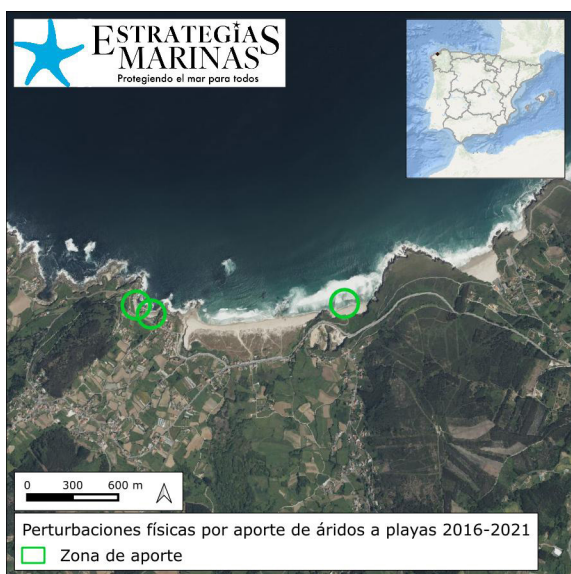 ESTRATEGIAS
MARINAS
Protegiendo el mar para todos
0 300 600 m
Perturbaciones físicas por aporte de áridos a playas 2016-2021
Zona de aporte